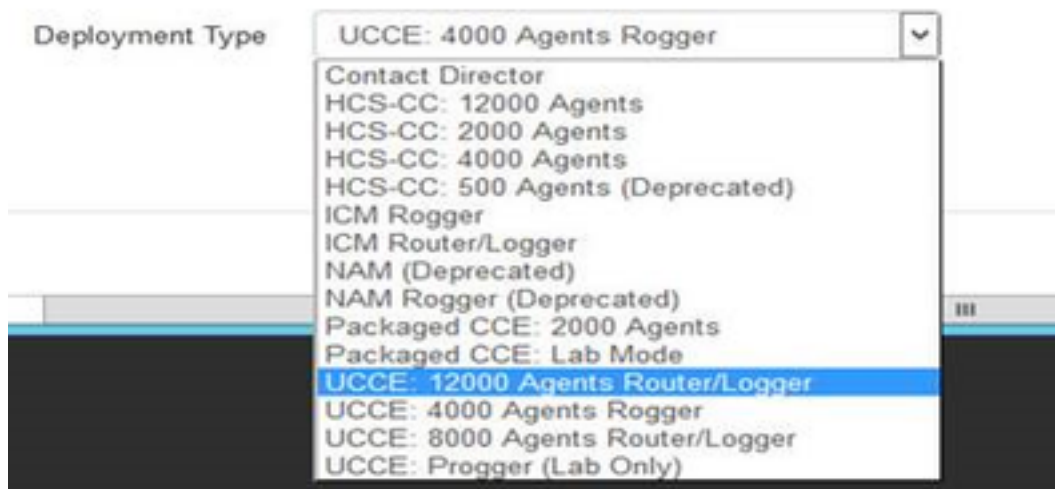 Deployment Type
UCCE: 4000 Agents Rogger
Contact Director
HCS-CC: 12000 Agents
HCS-CC: 2000 Agents
HCS-CC: 4000 Agents
HCS-CC: 500 Agents (Deprecated)
ICM Rogger
ICM Router/Logger
NAM (Deprecated)
NAM Rogger (Deprecated)
Packaged CCE: 2000 Agents
Packaged CCE: Lab Mode
UCCE: 12000 Agents Router/Logger
UCCE: 4000 Agents Rogger
UCCE: 8000 Agents Router/Logger
UCCE: Progger (Lab Only)